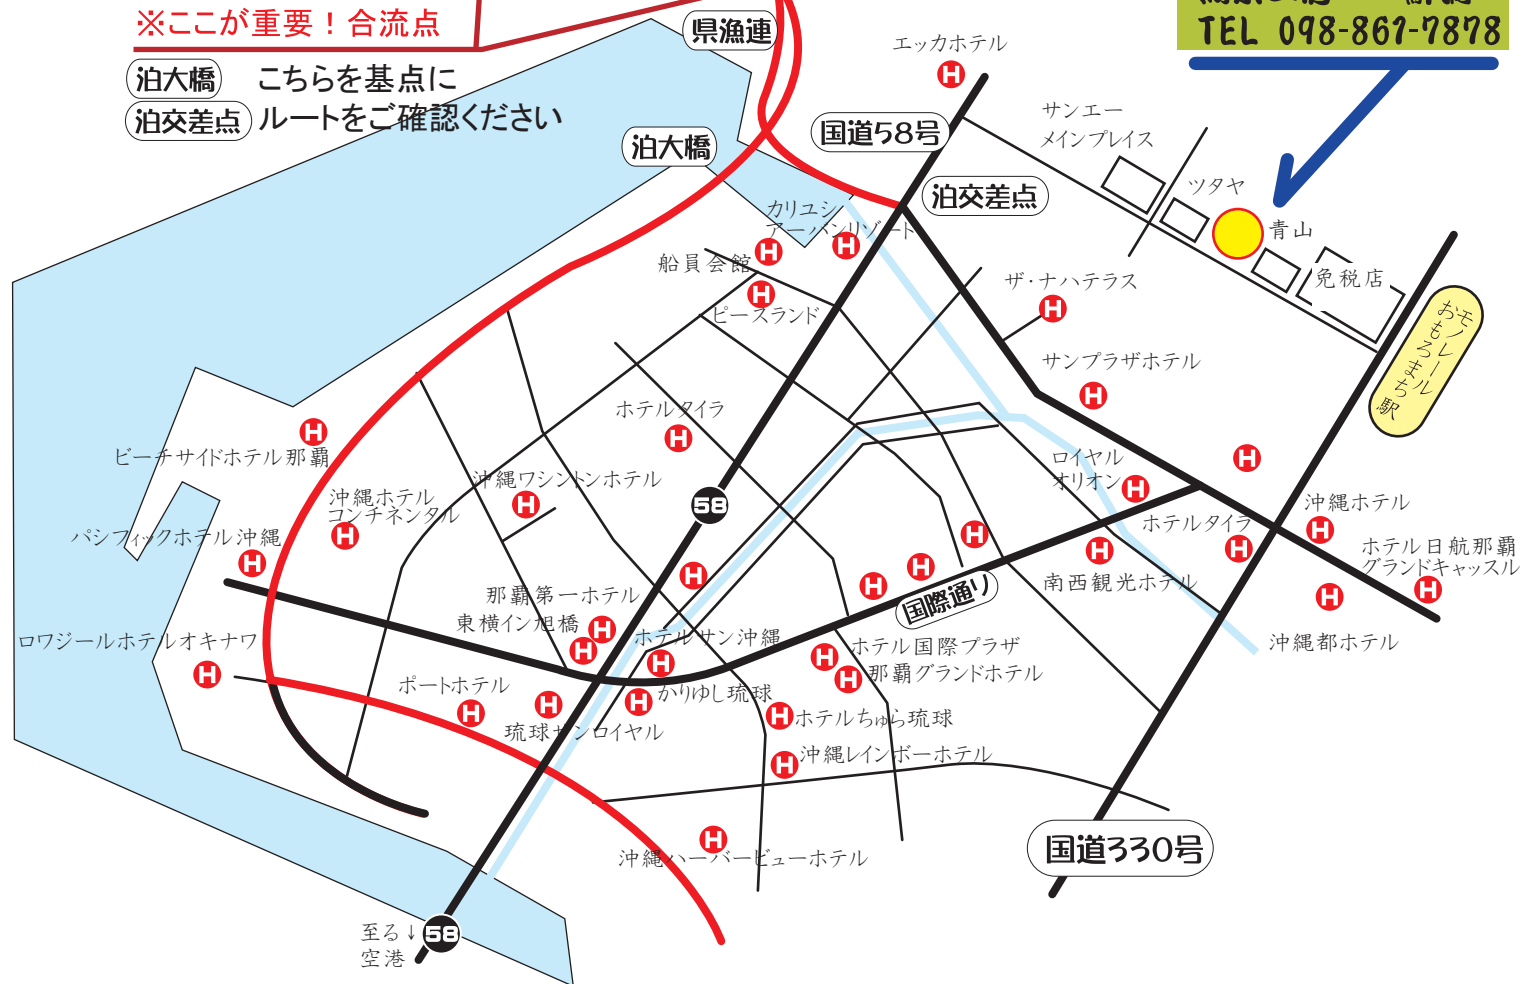 ※ここが重要！合流点
県漁連
TEL 098-867-7878
泊大橋
こちらを基点に
泊交差点
ルートをご確認ください
エッカホテル
国道58号
サンエー
メインプレイス
泊大橋
ツタヤ
泊交差点
青山
カリユシ
アーバンリゾート
船員会館
ピースランド
ザ・ナハテラス
免税店
モノレール
おもろまち駅
サンプラザホテル
ホテルタイラ
ビーチサイドホテル那覇
沖縄ワシントンホテル
ロイヤル
オリオン
沖縄ホテル
コンチネンタル
58
沖縄ホテル
パシフィックホテル沖縄
ホテルタイラ
ホテル日航那覇
グランドキャッスル
南西観光ホテル
国際通り
那覇第一ホテル
東横イン旭橋
ロワジールホテルオキナワ
ホテルサン沖縄
ホテル国際プラザ
那覇グランドホテル
沖縄都ホテル
ポートホテル
かりゆし琉球
琉球サンロイヤル
ホテルちゅら琉球
沖縄レインボーホテル
国道330号
沖縄ハーバービューホテル
至る↓
空港
58